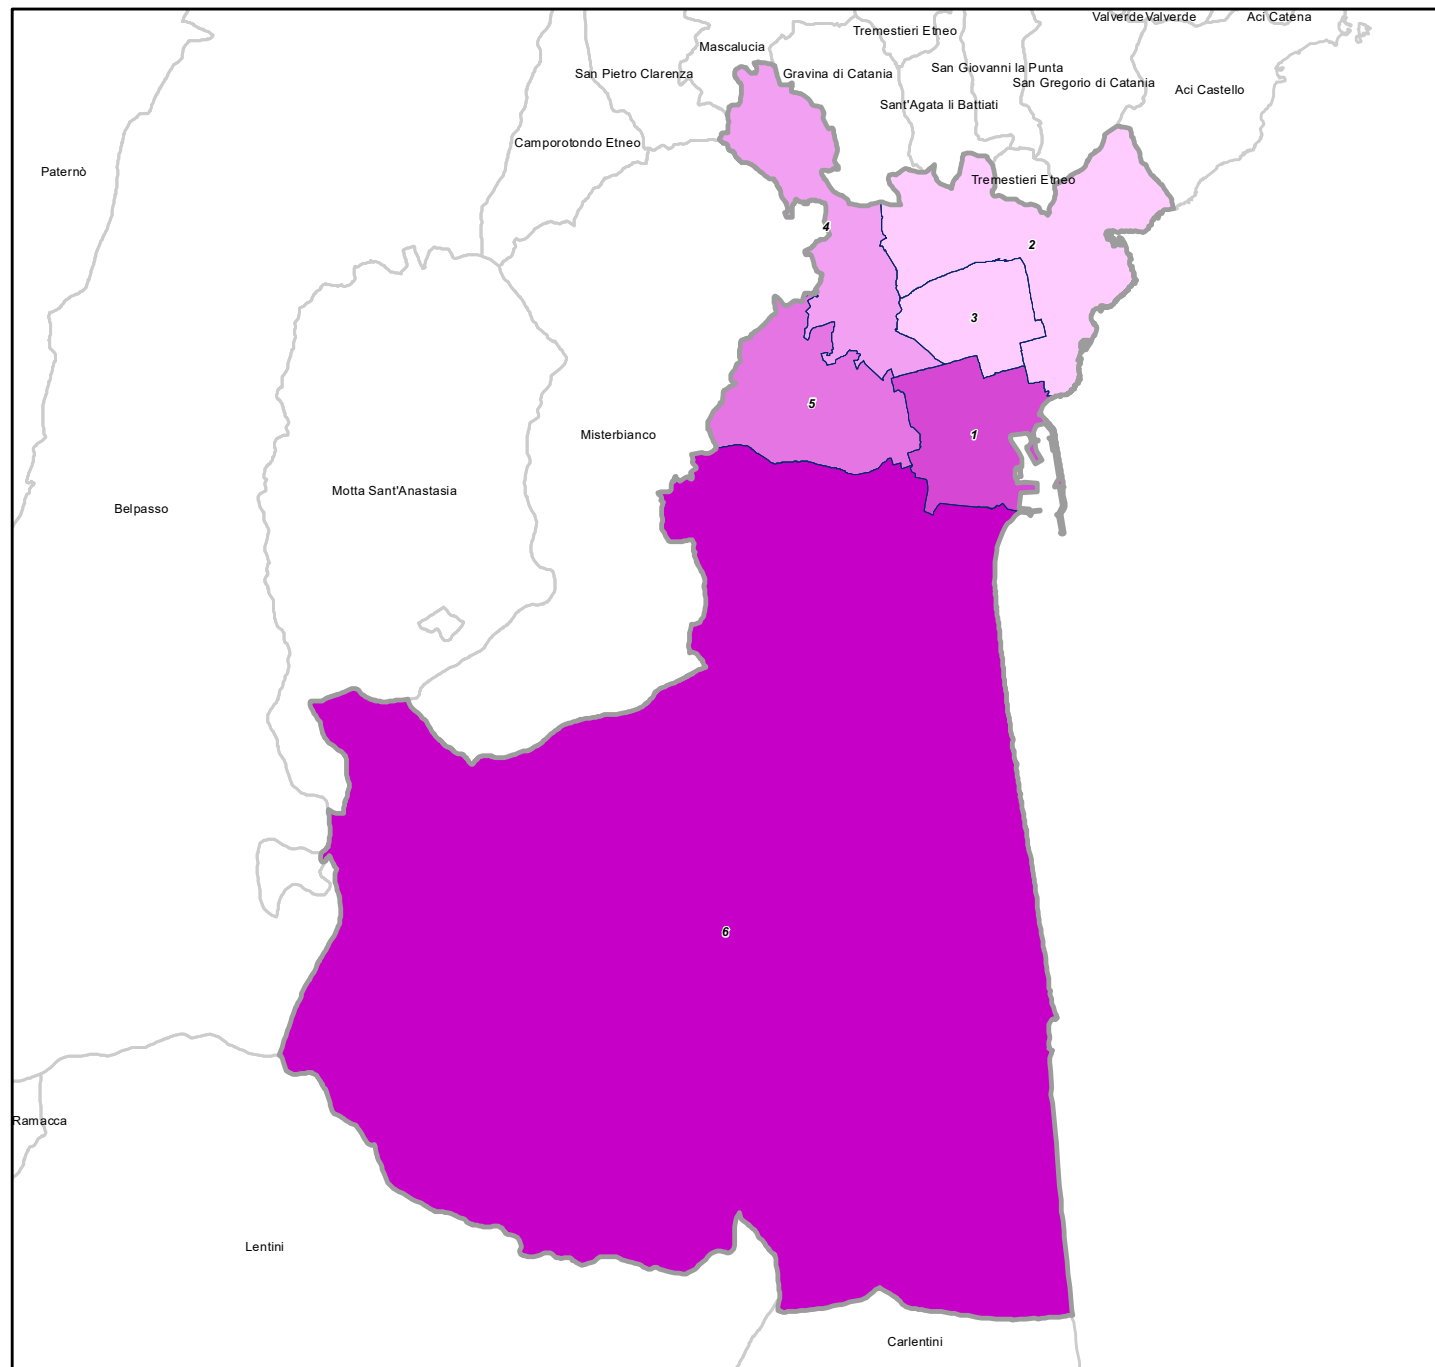 Valverde Valverde
Aci Catena
Tremestieri Etneo
Mascalucia
San Pietro Clarenza
Gravina di Catania
San Giovanni la Punta
San Gregorio di Catania
Aci Castello
Sant'Agata li Battiati
Camporotondo Etneo
Paternò
Tremestieri Etneo
4
2
3
5
1
Misterbianco
Motta Sant'Anastasia
Belpasso
6
Ramacca
Lentini
Carlentini